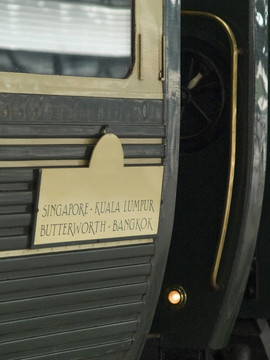 SINGAPORE - KUALA LUMPUR
BUTTERWORTH - BANGKOK